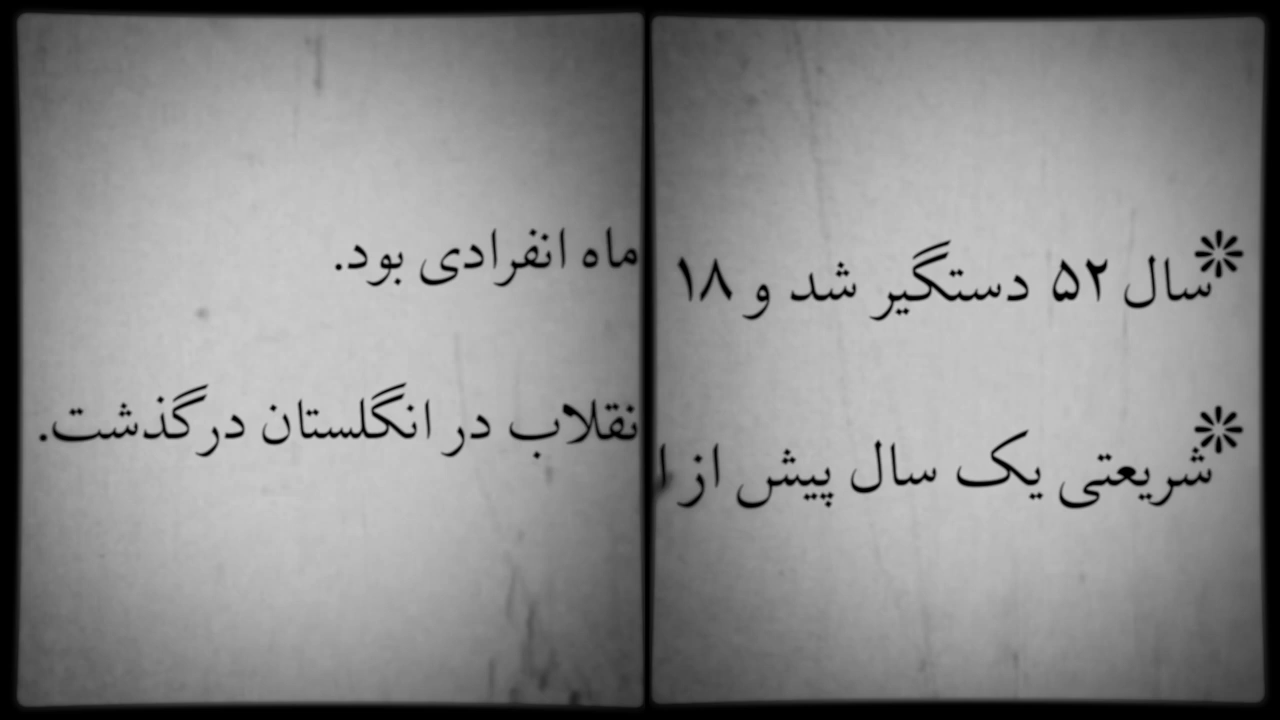 ❊سال ۵۲ دستگیر شد و ۱۸ ماه انفرادی بود.
❊شریعتی یک سال پیش از انقلاب در انگلستان درگذشت.